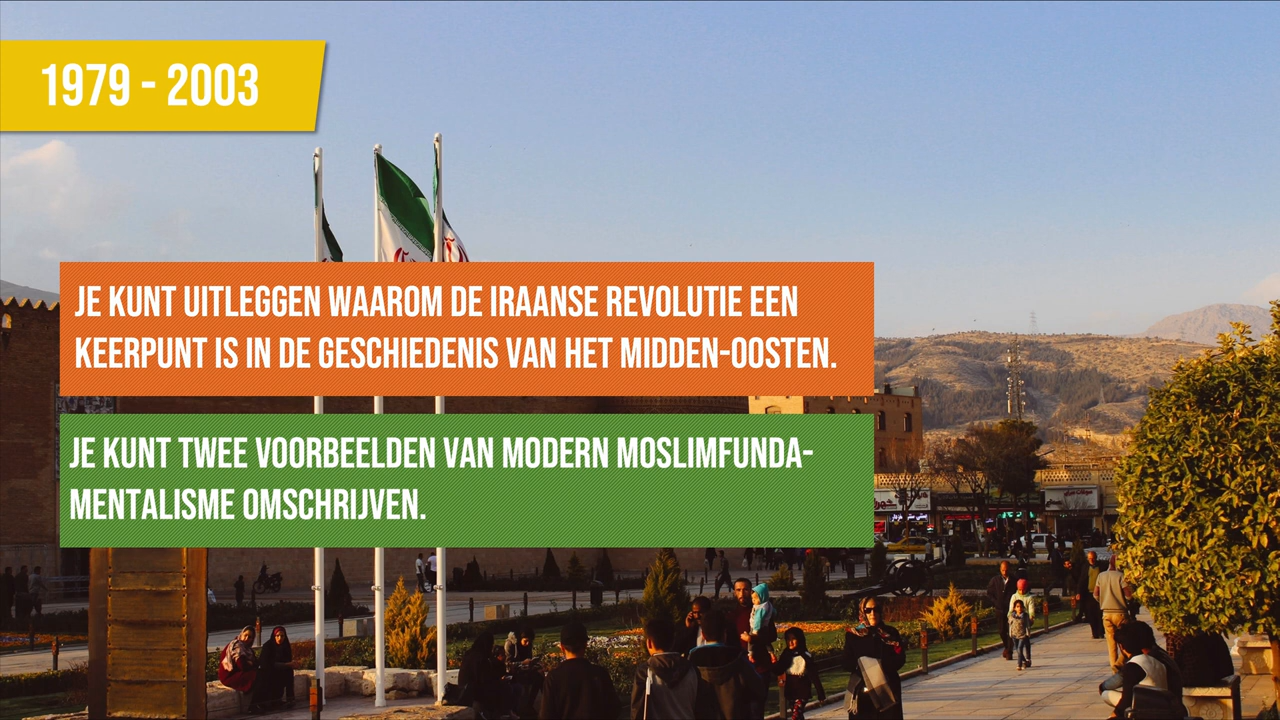 1979 - 2003
JE KUNT UITLEGGEN WAAROM DE IRAANSE REVOLUTIE EEN
KEERPUNT IS IN DE GESCHIEDENIS VAN HET MIDDEN-OOSTEN.
JE KUNT TWEE VOORBEELDEN VAN MODERN MOSLIMFUNDA-
MENTALISME OMSCHRIJVEN.